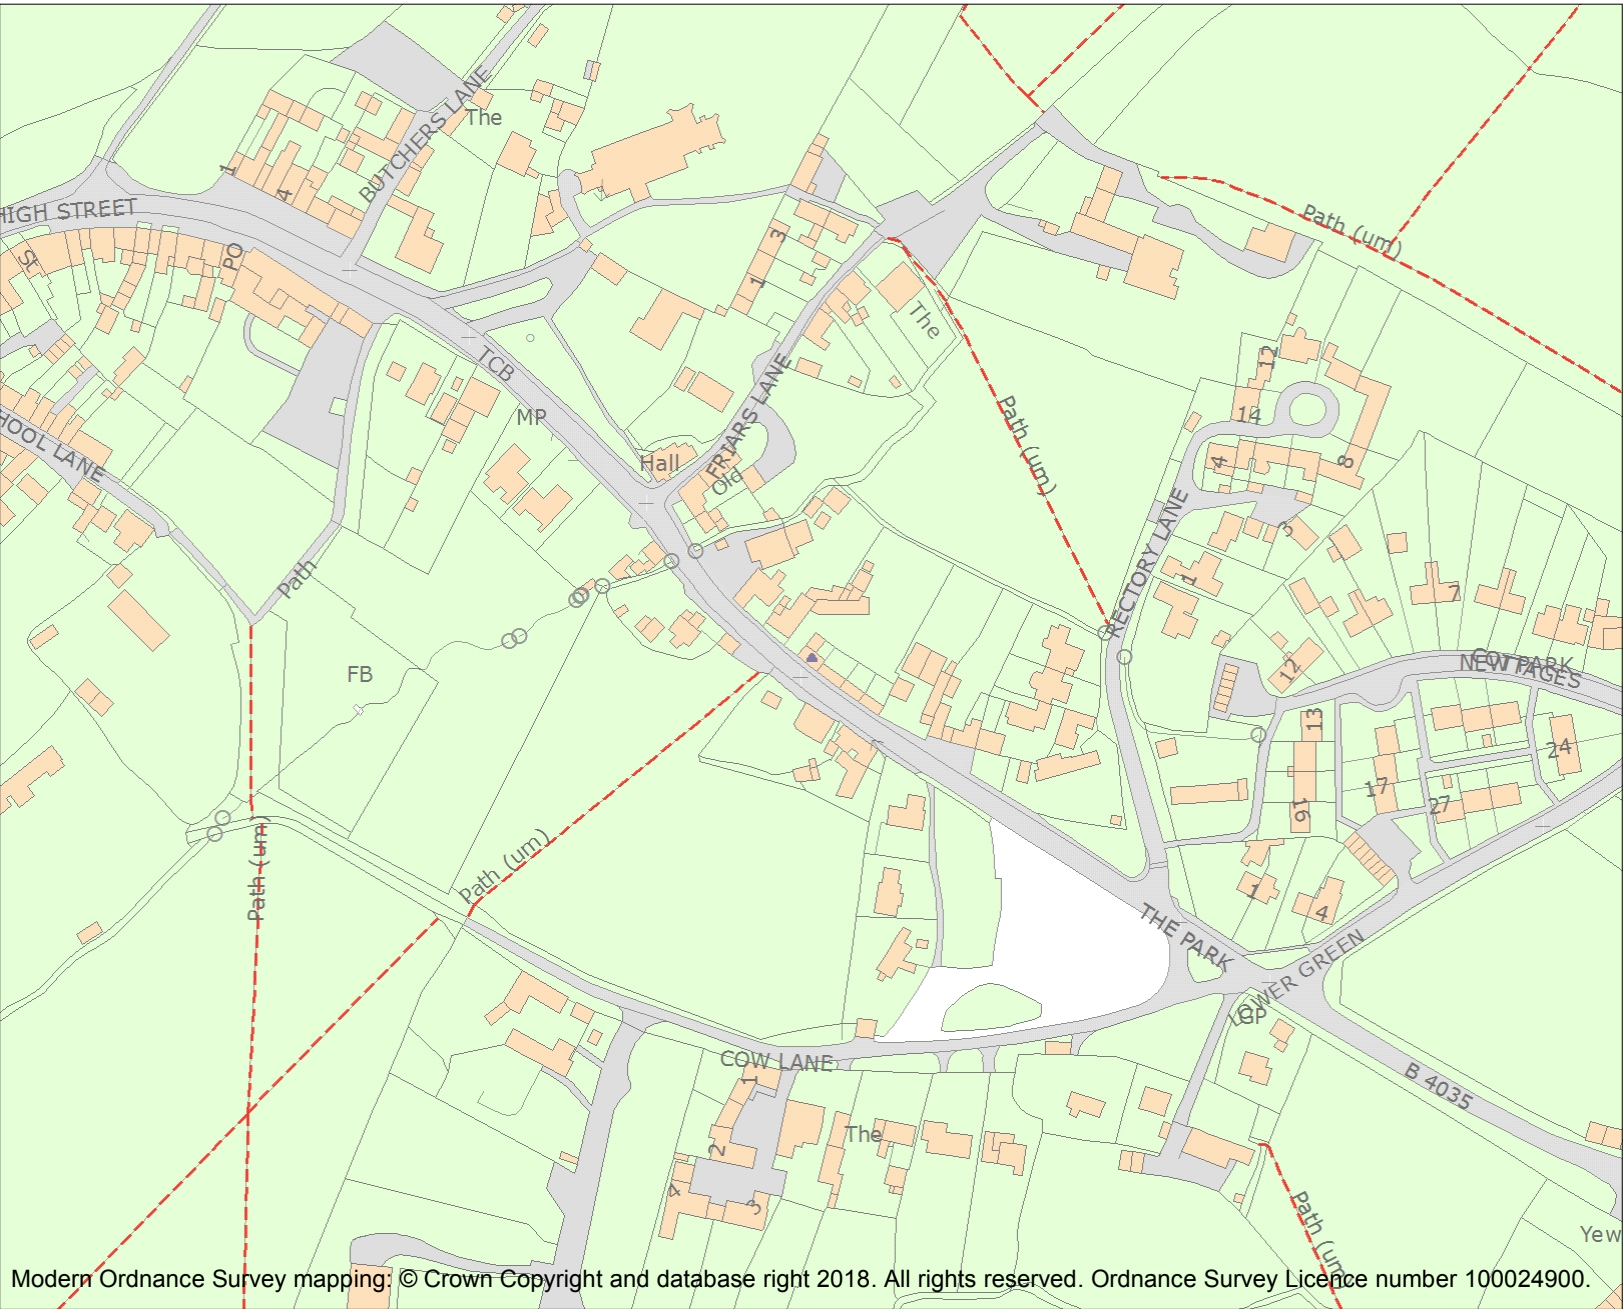 BUTCHERS LANE
The
1
4
HIGH STREET
St
PO
3
1
The
Path (um)
TCB
MP
FRIARS LANE
Hall
Old
Path (um)
12
14
4
8
3
HOOL LANE
Path
RECTORY LANE
1
7
FB
12
NEW COTTAGES
PARK
13
24
17
27
16
Path (um)
Path (um)
1
4
THE PARK
LOWER GREEN
GP
COW LANE
1
B 4035
The
2
4
3
Path (um)
Yew
Modern Ordnance Survey mapping: © Crown Copyright and database right 2018. All rights reserved. Ordnance Survey Licence number 100024900.